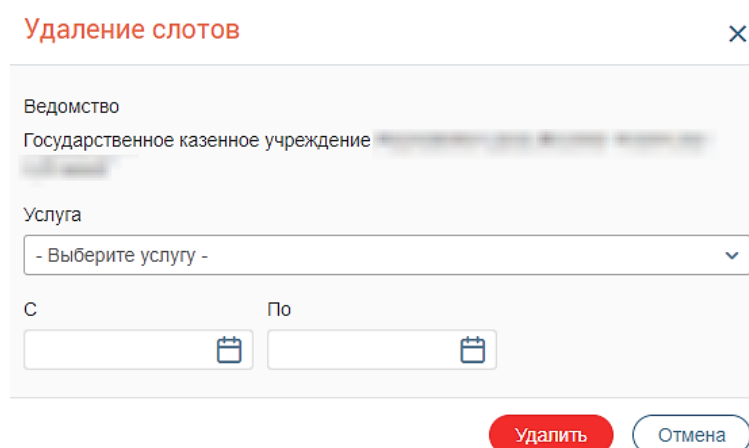 Удаление слотов
Ведомство
Государственное казенное учреждение
Услуга
- Выберите услугу -
С По
Удалить Отмена